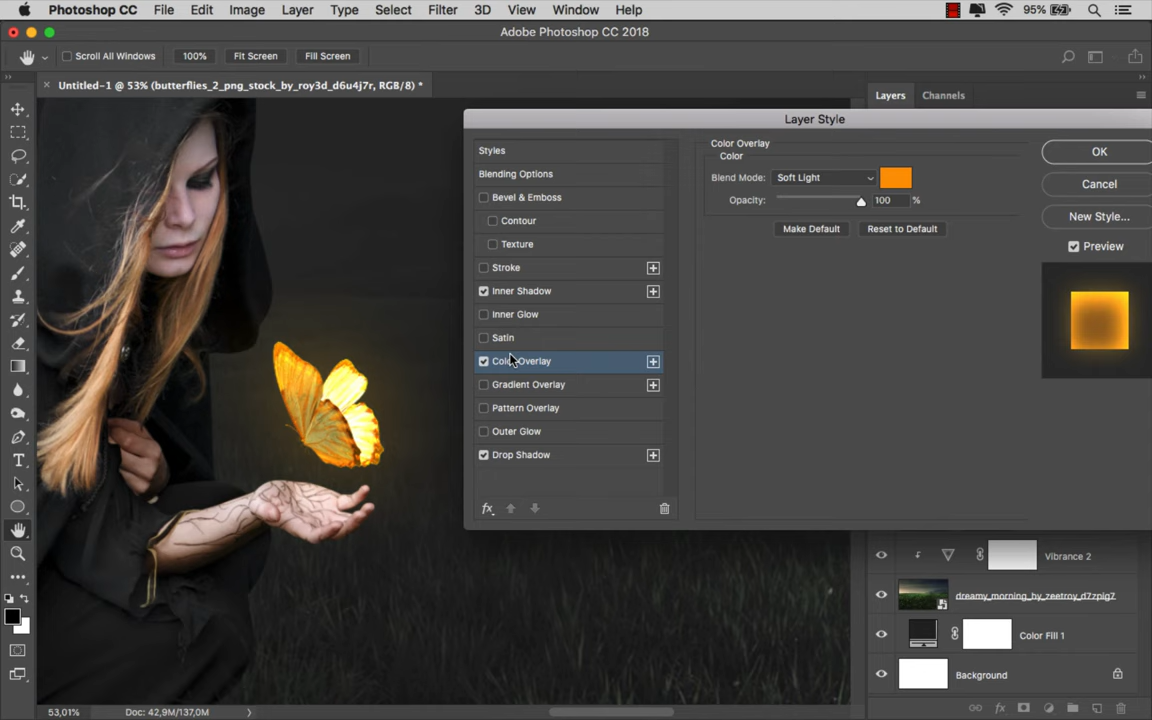 Photoshop CC File Edit Image Layer Type Select Filter 3D View Window Help 95%
Adobe Photoshop CC 2018
Scroll All Windows 100% Fit Screen Fill Screen
Untitled-1 @ 53% (butterflies_2_png_stock_by_roy3d_d6u4j7r, RGB/8) *
Layers Channels
Layer Style
Styles
Blending Options
Bevel & Emboss
Contour
Texture
Stroke
Inner Shadow
Inner Glow
Satin
Color Overlay
Gradient Overlay
Pattern Overlay
Outer Glow
Drop Shadow
fx
Color Overlay
Color
Blend Mode: Soft Light
Opacity: 100 %
Make Default Reset to Default
OK
Cancel
New Style...
Preview
Vibrance 2
dreamy_morning_by_zeetroy_d7zpig7
Color Fill 1
Background
fx
53,01% Doc: 42,9M/137,0M